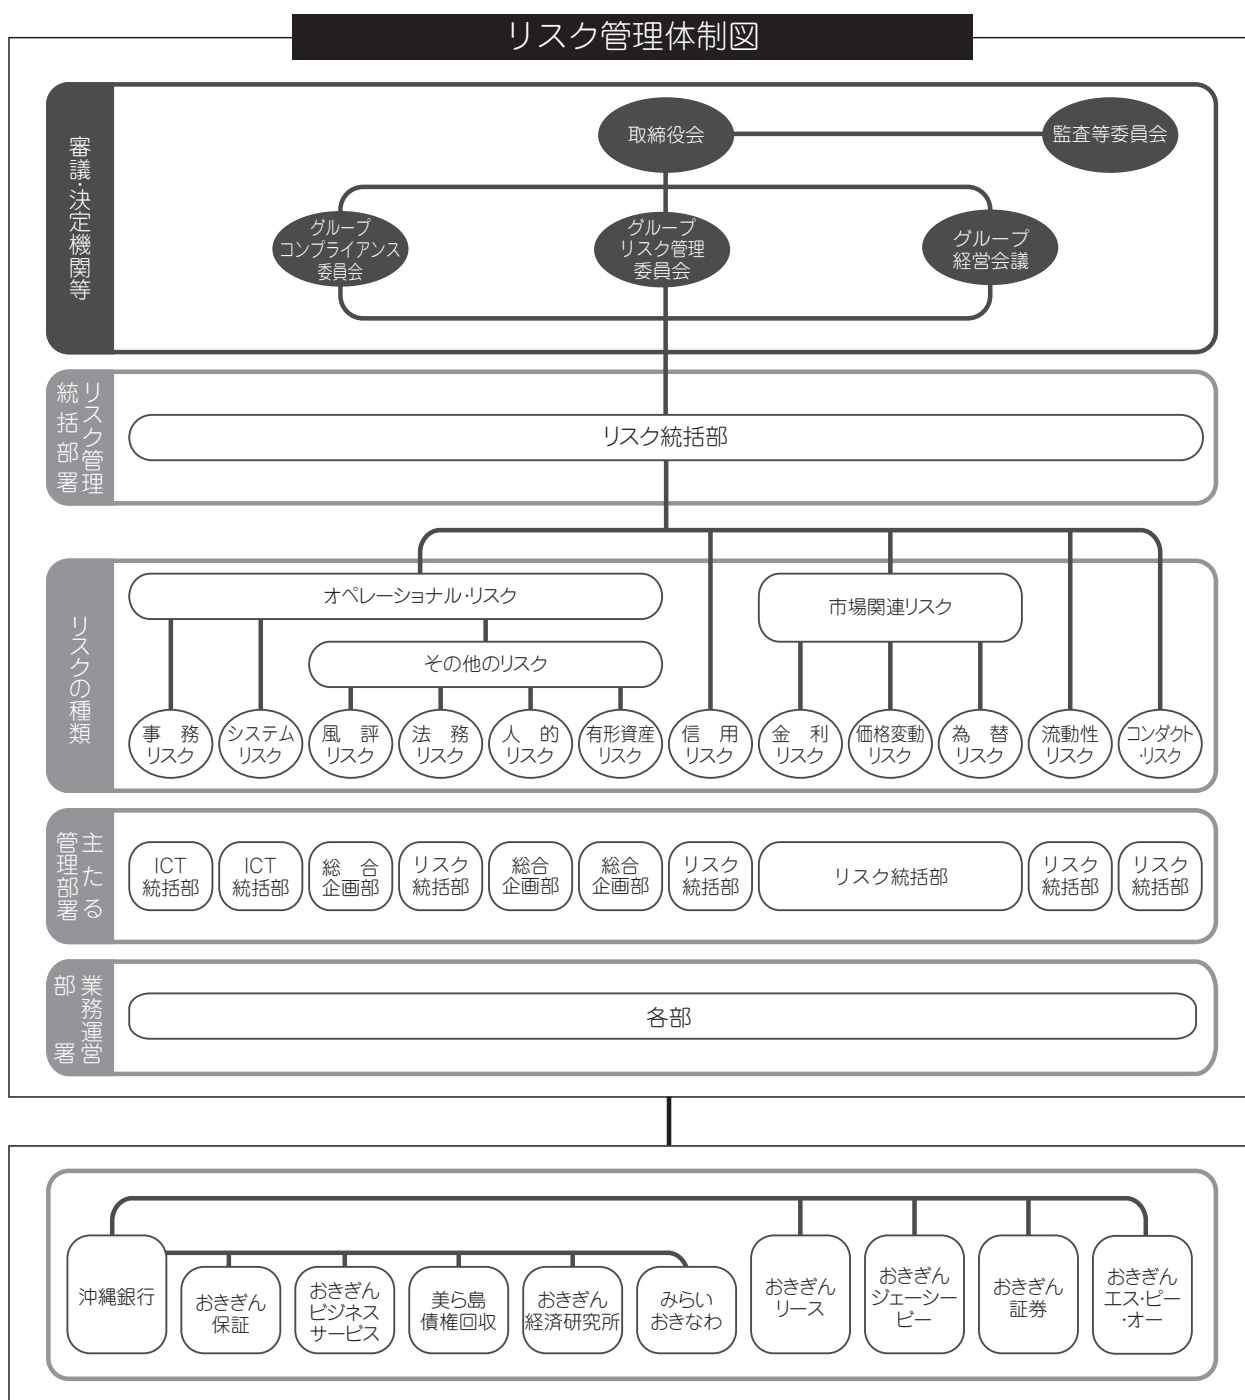 リスク管理体制図
審議・決定機関等
取締役会
監査等委員会
グループ
コンプライアンス
委員会
グループ
リスク管理
委員会
グループ
経営会議
リスク管理
統括部署
リスク統括部
リスクの種類
オペレーショナル・リスク
市場関連リスク
その他のリスク
事務
リスク
システム
リスク
風評
リスク
法務
リスク
人的
リスク
有形資産
リスク
信用
リスク
金利
リスク
価格変動
リスク
為替
リスク
流動性
リスク
コンダクト
・リスク
主たる
管理部署
ICT
統括部
ICT
統括部
総合
企画部
リスク
統括部
総合
企画部
総合
企画部
リスク
統括部
リスク統括部
リスク
統括部
リスク
統括部
業務運営
部署
各部
沖縄銀行
おきぎん
保証
おきぎん
ビジネス
サービス
美ら島
債権回収
おきぎん
経済研究所
みらい
おきなわ
おきぎん
リース
おきぎん
ジェーシー
ビー
おきぎん
証券
おきぎん
エス・ピー
・オー